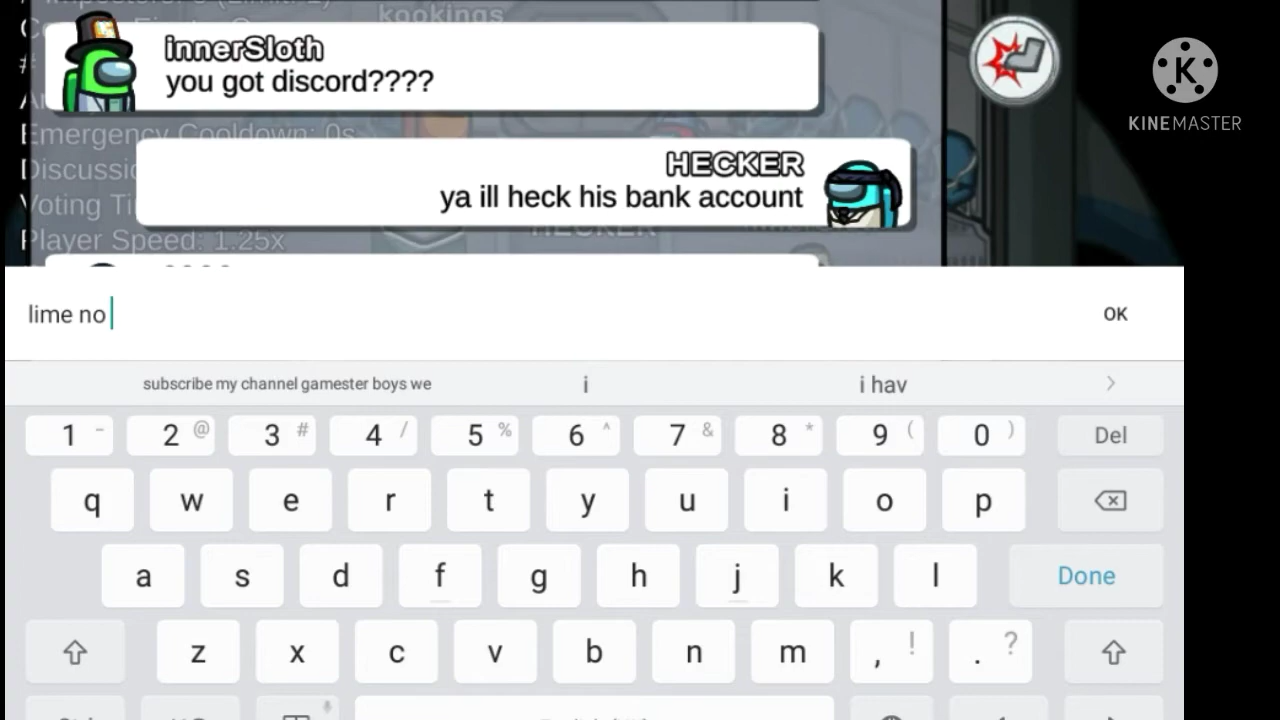 kookings
innerSloth
you got discord????
Emergency Cooldown: 0s
HECKER
ya ill heck his bank account
Player Speed: 1.25x
HECKER
KINEMASTER
lime no
OK
subscribe my channel gamester boys we
i
i hav
1 - 2 @ 3 # 4 / 5 % 6 ^ 7 & 8 * 9 ( 0 ) Del
q w e r t y u i o p
a s d f g h j k l Done
z x c v b n m , ! . ?